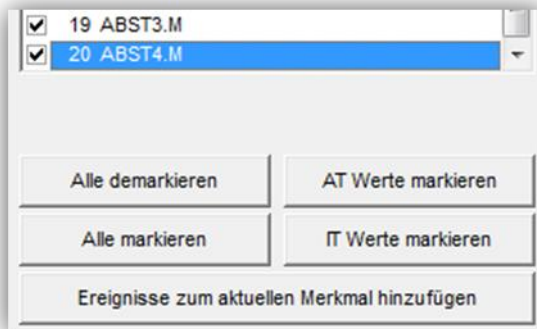 19 ABST3.M
20 ABST4.M
Alle demarkieren
AT Werte markieren
Alle markieren
IT Werte markieren
Ereignisse zum aktuellen Merkmal hinzufügen